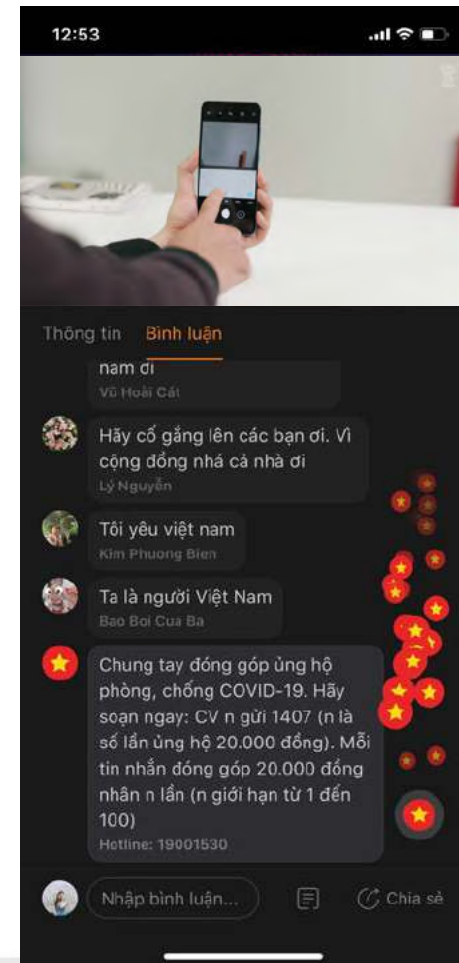 12:53
Thông tin Bình luận
nam ơi
Vũ Hoài Cát
Hãy cố gắng lên các bạn ơi. Vì
cộng đồng nhá cả nhà ơi
Lý Nguyễn
Tôi yêu việt nam
Kim Phuong Bien
Ta là người Việt Nam
Bao Boi Cua Ba
Chung tay đóng góp ủng hộ
phòng, chống COVID-19. Hãy
soạn ngay: CV n gửi 1407 (n là
số lần ủng hộ 20.000 đồng). Mỗi
tin nhắn đóng góp 20.000 đồng
nhân n lần (n giới hạn từ 1 đến
100)
Hotline: 19001530
Nhập bình luận... Chia sẻ